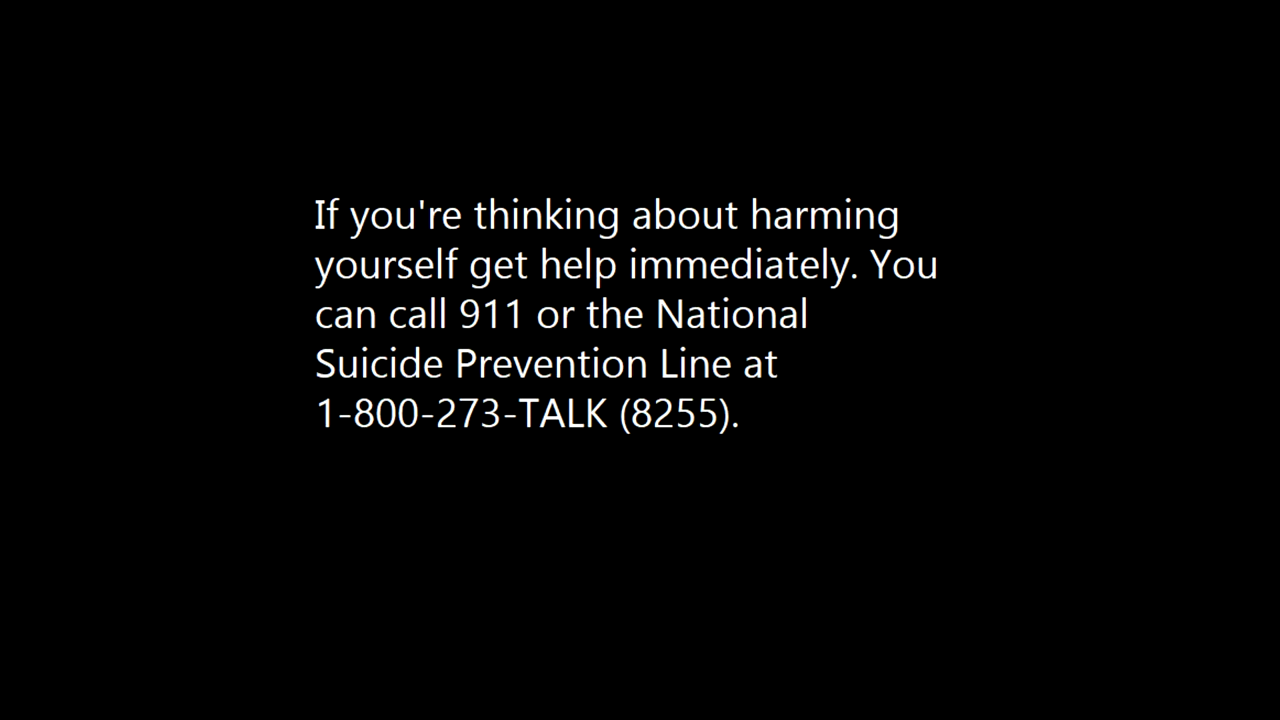 If you're thinking about harming
yourself get help immediately. You
can call 911 or the National
Suicide Prevention Line at
1-800-273-TALK (8255).